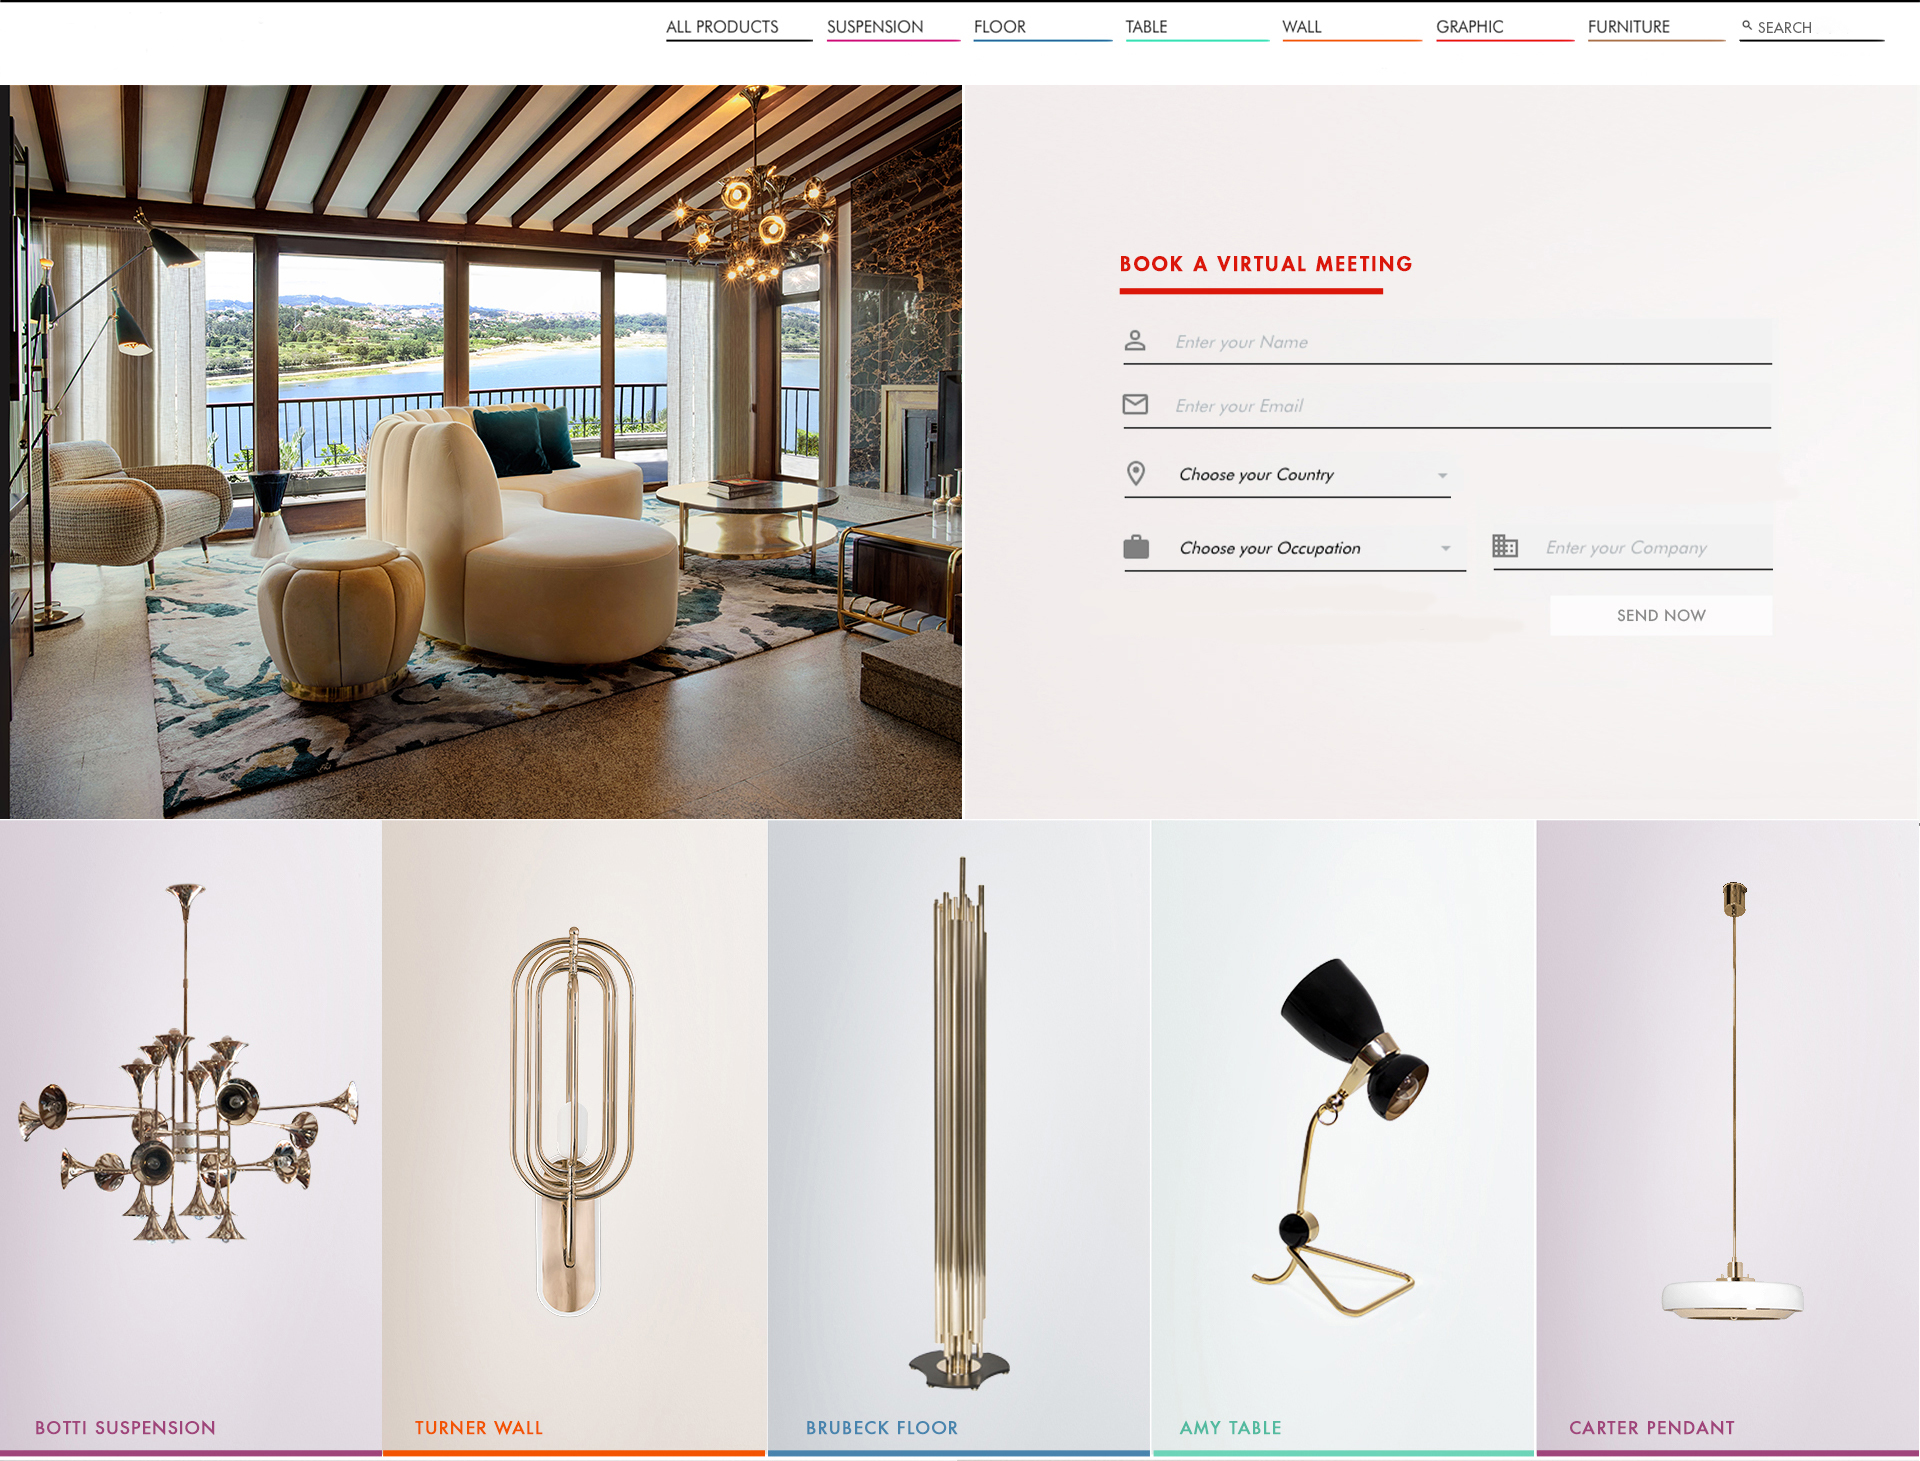 ALL PRODUCTS SUSPENSION FLOOR TABLE WALL GRAPHIC FURNITURE SEARCH
BOOK A VIRTUAL MEETING
Enter your Name
Enter your Email
Choose your Country
Choose your Occupation Enter your Company
SEND NOW
BOTTI SUSPENSION TURNER WALL BRUBECK FLOOR AMY TABLE CARTER PENDANT